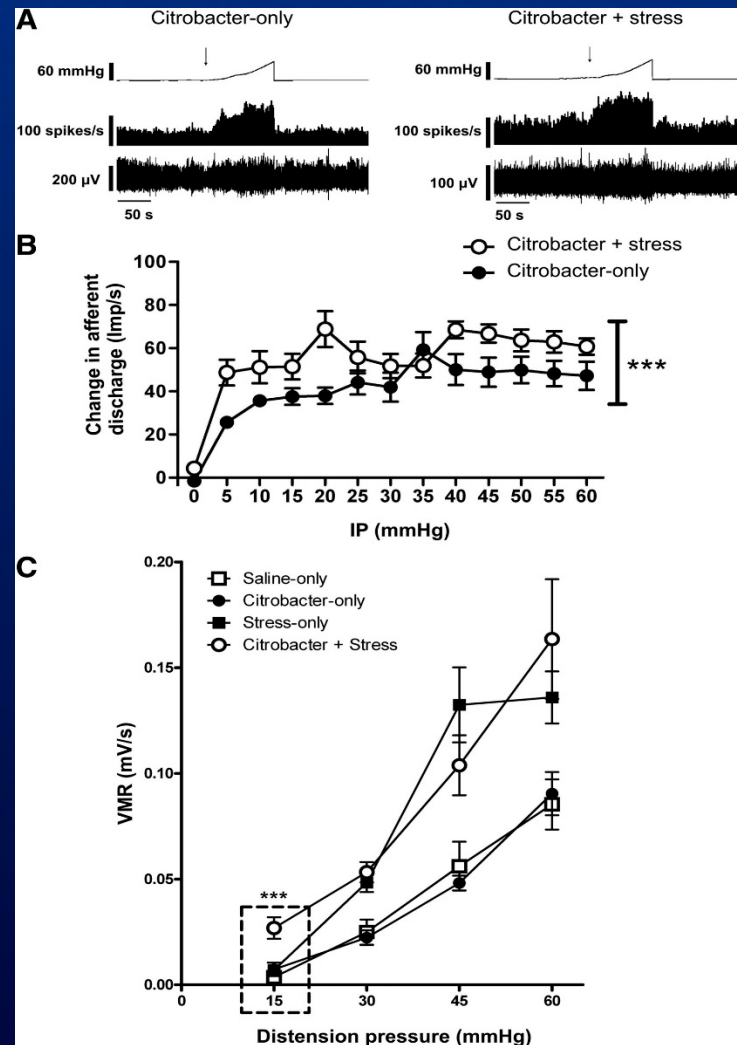 A
Citrobacter-only
Citrobacter + stress
60 mmHg
60 mmHg
100 spikes/s
100 spikes/s
200 µV
100 µV
50 s
50 s
B
Citrobacter + stress
Citrobacter-only
Change in afferent
discharge (Imp/s)
100
80
60
40
20
0
***
0 5 10 15 20 25 30 35 40 45 50 55 60
IP (mmHg)
C
Saline-only
Citrobacter-only
Stress-only
Citrobacter + Stress
VMR (mV/s)
0.20
0.15
0.10
0.05
0.00
***
0 15 30 45 60
Distension pressure (mmHg)